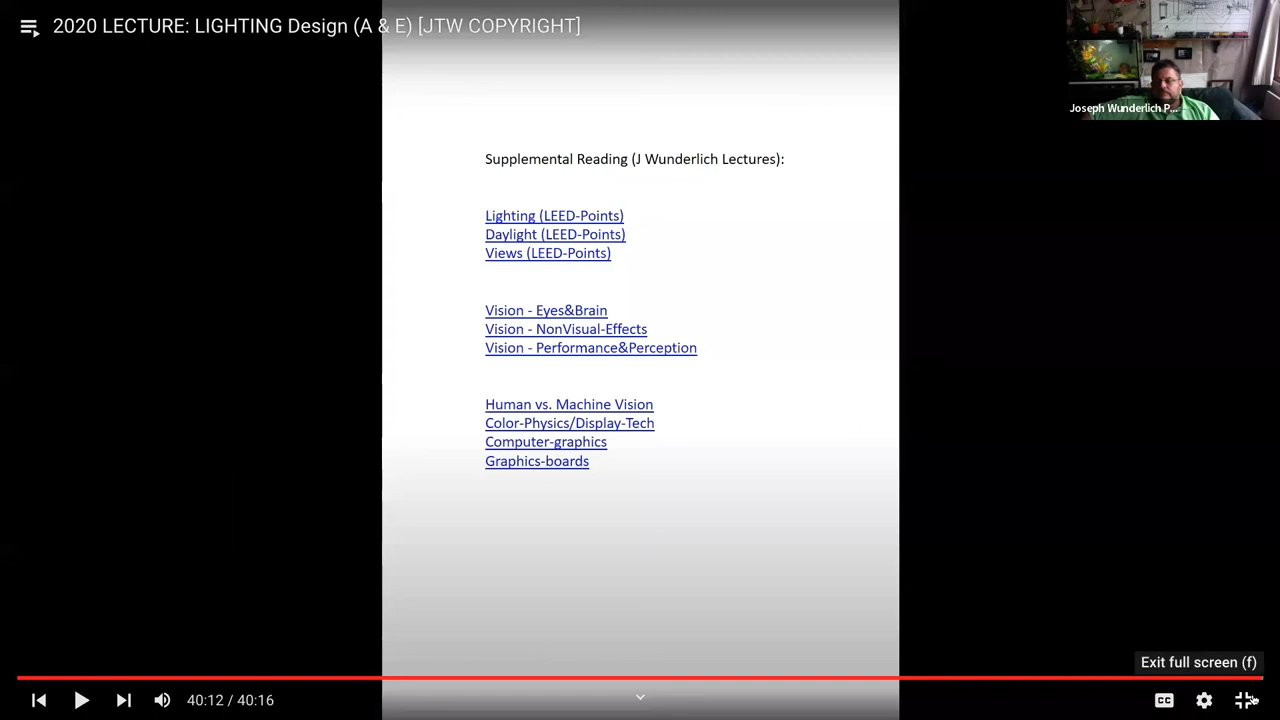 2020 LECTURE: LIGHTING Design (A & E) [JTW COPYRIGHT]
Joseph Wunderlich P...
Supplemental Reading (J Wunderlich Lectures):
Lighting (LEED-Points)
Daylight (LEED-Points)
Views (LEED-Points)
Vision - Eyes&Brain
Vision - NonVisual-Effects
Vision - Performance&Perception
Human vs. Machine Vision
Color-Physics/Display-Tech
Computer-graphics
Graphics-boards
Exit full screen (f)
40:12 / 40:16
CC